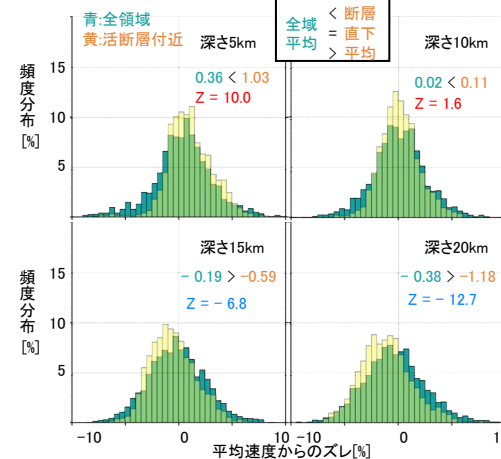 青:全領域
黄:活断層付近
全域
平均
< 断層
= 直下
> 平均
深さ5km
0.36 < 1.03
Z = 10.0
深さ10km
0.02 < 0.11
Z = 1.6
頻度分布
[%]
15
10
5
深さ15km
- 0.19 > -0.59
Z = - 6.8
深さ20km
- 0.38 > -1.18
Z = - 12.7
頻度分布
[%]
15
10
5
-10
0
10
-10
0
1
平均速度からのズレ[%]